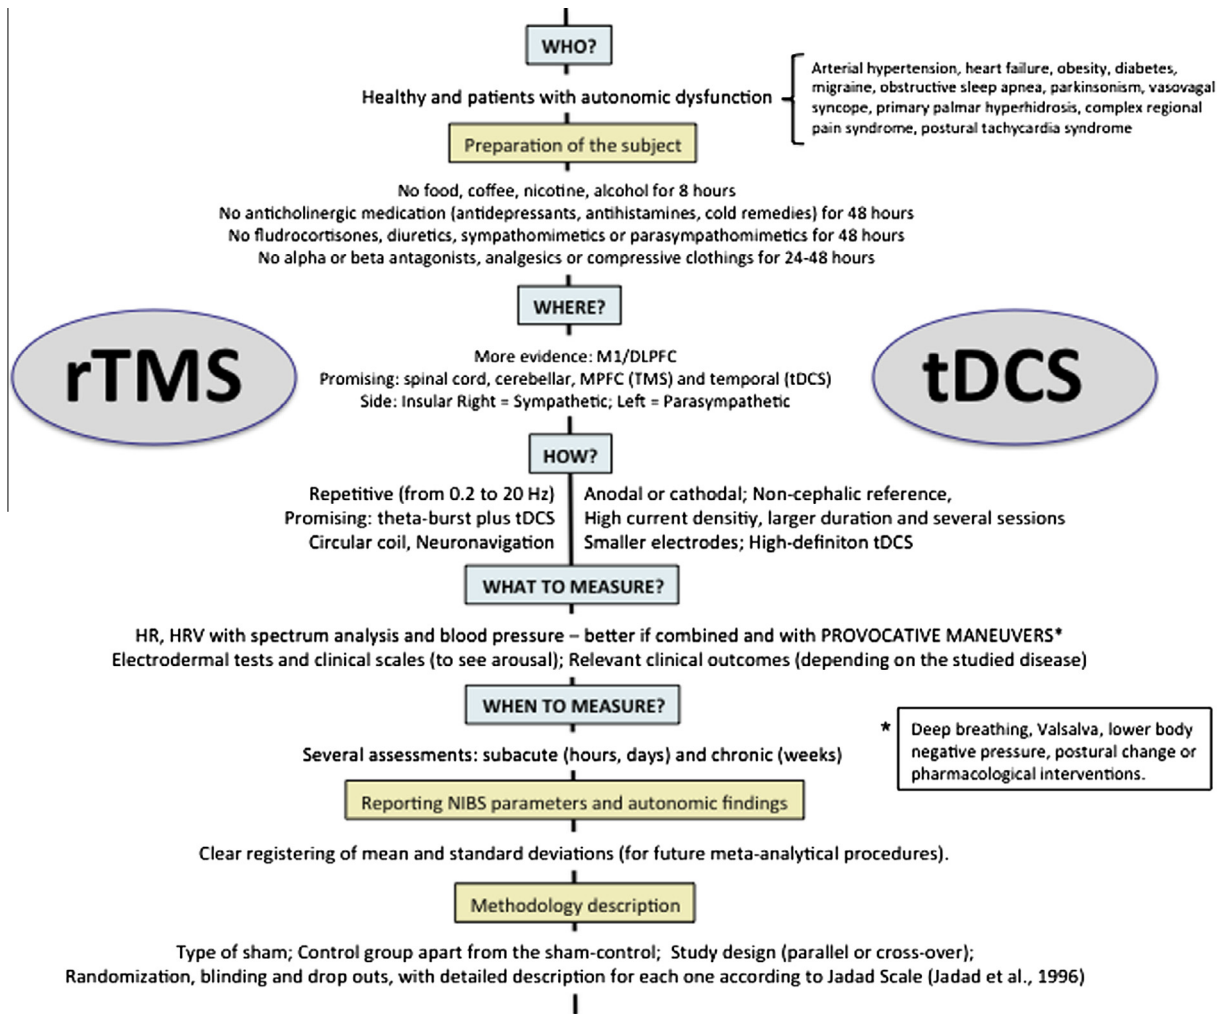 WHO?
Healthy and patients with autonomic dysfunction
Arterial hypertension, heart failure, obesity, diabetes,
migraine, obstructive sleep apnea, parkinsonism, vasovagal
syncope, primary palmar hyperhidrosis, complex regional
pain syndrome, postural tachycardia syndrome
Preparation of the subject
No food, coffee, nicotine, alcohol for 8 hours
No anticholinergic medication (antidepressants, antihistamines, cold remedies) for 48 hours
No fludrocortisones, diuretics, sympathomimetics or parasympathomimetics for 48 hours
No alpha or beta antagonists, analgesics or compressive clothings for 24-48 hours
WHERE?
rTMS
More evidence: M1/DLPFC
Promising: spinal cord, cerebellar, MPFC (TMS) and temporal (tDCS)
Side: Insular Right = Sympathetic; Left = Parasympathetic
tDCS
HOW?
Repetitive (from 0.2 to 20 Hz)
Promising: theta-burst plus tDCS
Circular coil, Neuronavigation
Anodal or cathodal; Non-cephalic reference,
High current densitiy, larger duration and several sessions
Smaller electrodes; High-definiton tDCS
WHAT TO MEASURE?
HR, HRV with spectrum analysis and blood pressure – better if combined and with PROVOCATIVE MANEUVERS*
Electrodermal tests and clinical scales (to see arousal); Relevant clinical outcomes (depending on the studied disease)
WHEN TO MEASURE?
Several assessments: subacute (hours, days) and chronic (weeks)
* Deep breathing, Valsalva, lower body
negative pressure, postural change or
pharmacological interventions.
Reporting NIBS parameters and autonomic findings
Clear registering of mean and standard deviations (for future meta-analytical procedures).
Methodology description
Type of sham; Control group apart from the sham-control; Study design (parallel or cross-over);
Randomization, blinding and drop outs, with detailed description for each one according to Jadad Scale (Jadad et al., 1996)